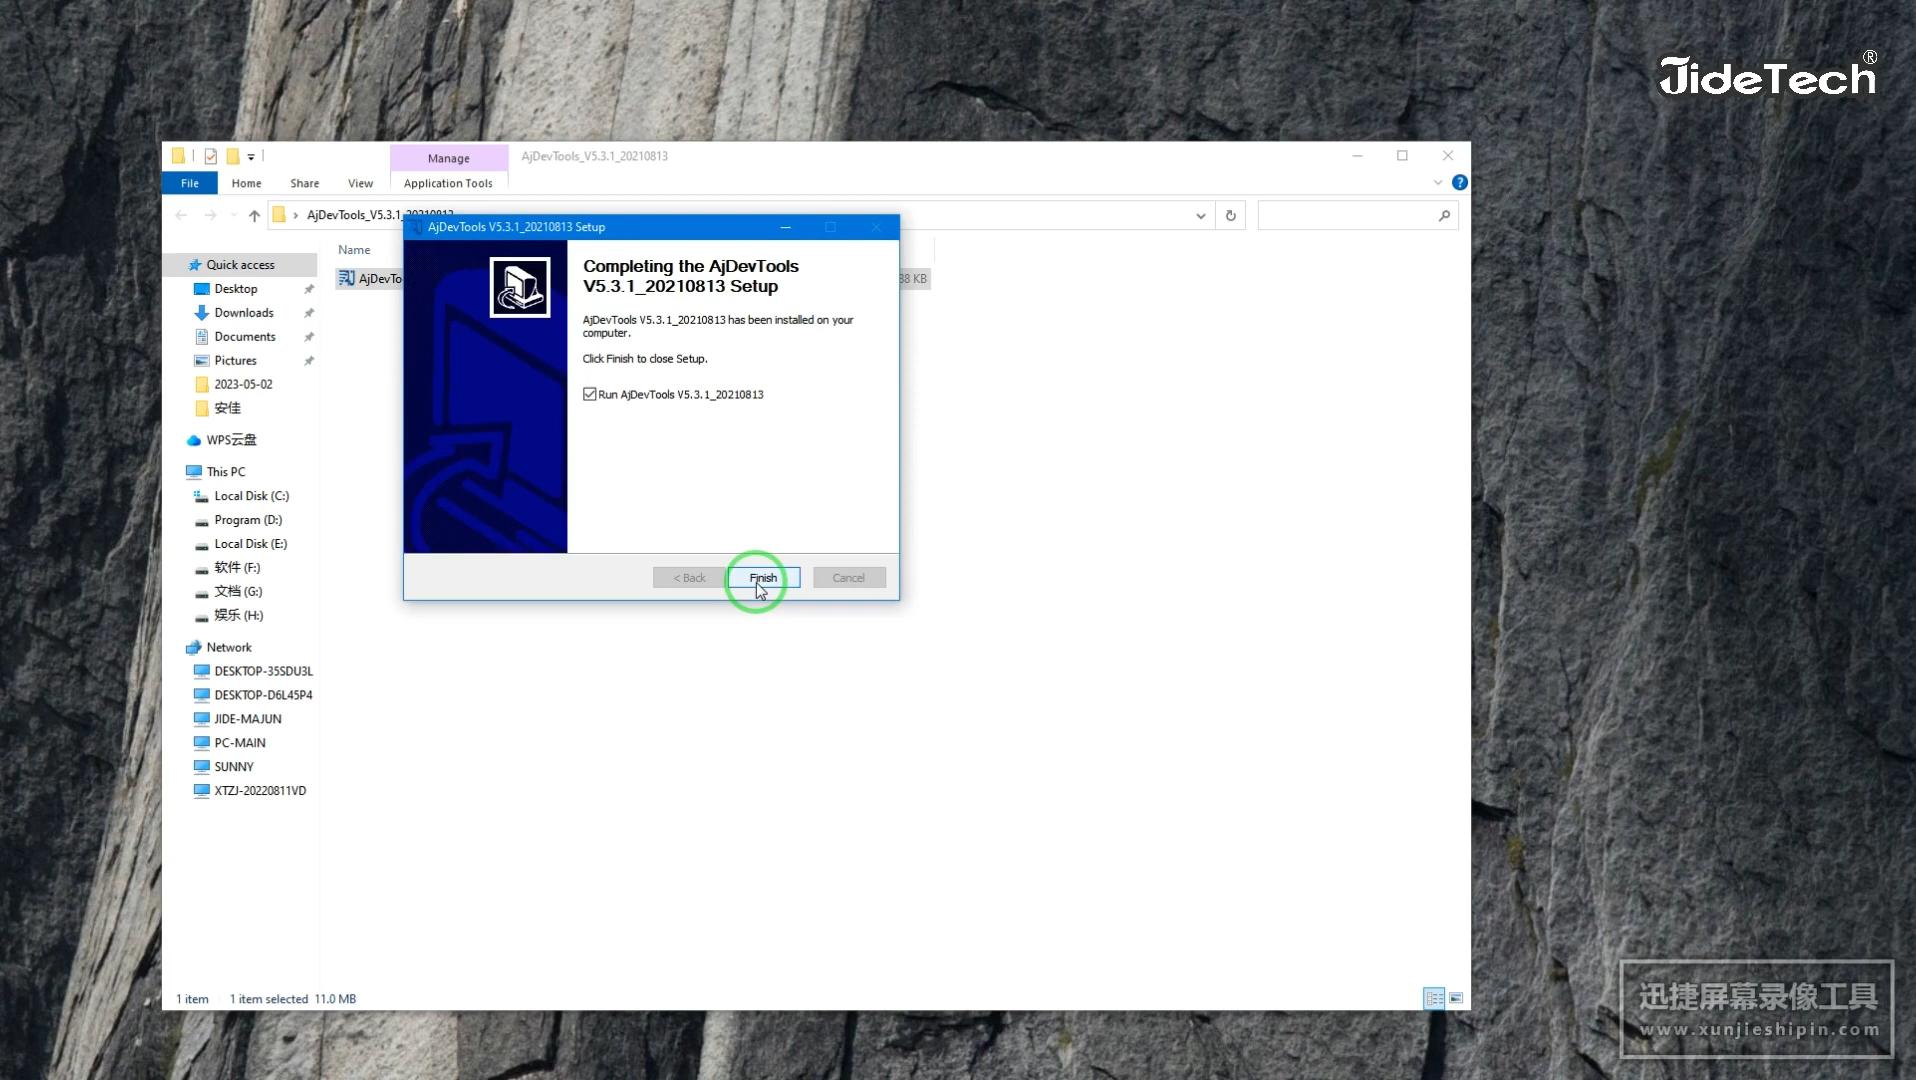 JideTech®
Manage
AjDevTools_V5.3.1_20210813
File
Home
Share
View
Application Tools
AjDevTools_V5.3.1_20210813
AjDevTools V5.3.1_20210813 Setup
Name
AjDevTo
38 KB
Completing the AjDevTools
V5.3.1_20210813 Setup
AjDevTools V5.3.1_20210813 has been installed on your
computer.
Click Finish to close Setup.
Run AjDevTools V5.3.1_20210813
< Back
Finish
Cancel
Quick access
Desktop
Downloads
Documents
Pictures
2023-05-02
安佳
WPS云盘
This PC
Local Disk (C:)
Program (D:)
Local Disk (E:)
软件 (F:)
文档 (G:)
娱乐 (H:)
Network
DESKTOP-35SDU3L
DESKTOP-D6L45P4
JIDE-MAJUN
PC-MAIN
SUNNY
XTZJ-20220811VD
1 item
1 item selected 11.0 MB
迅捷屏幕录像工具
www.xunjieshipin.com